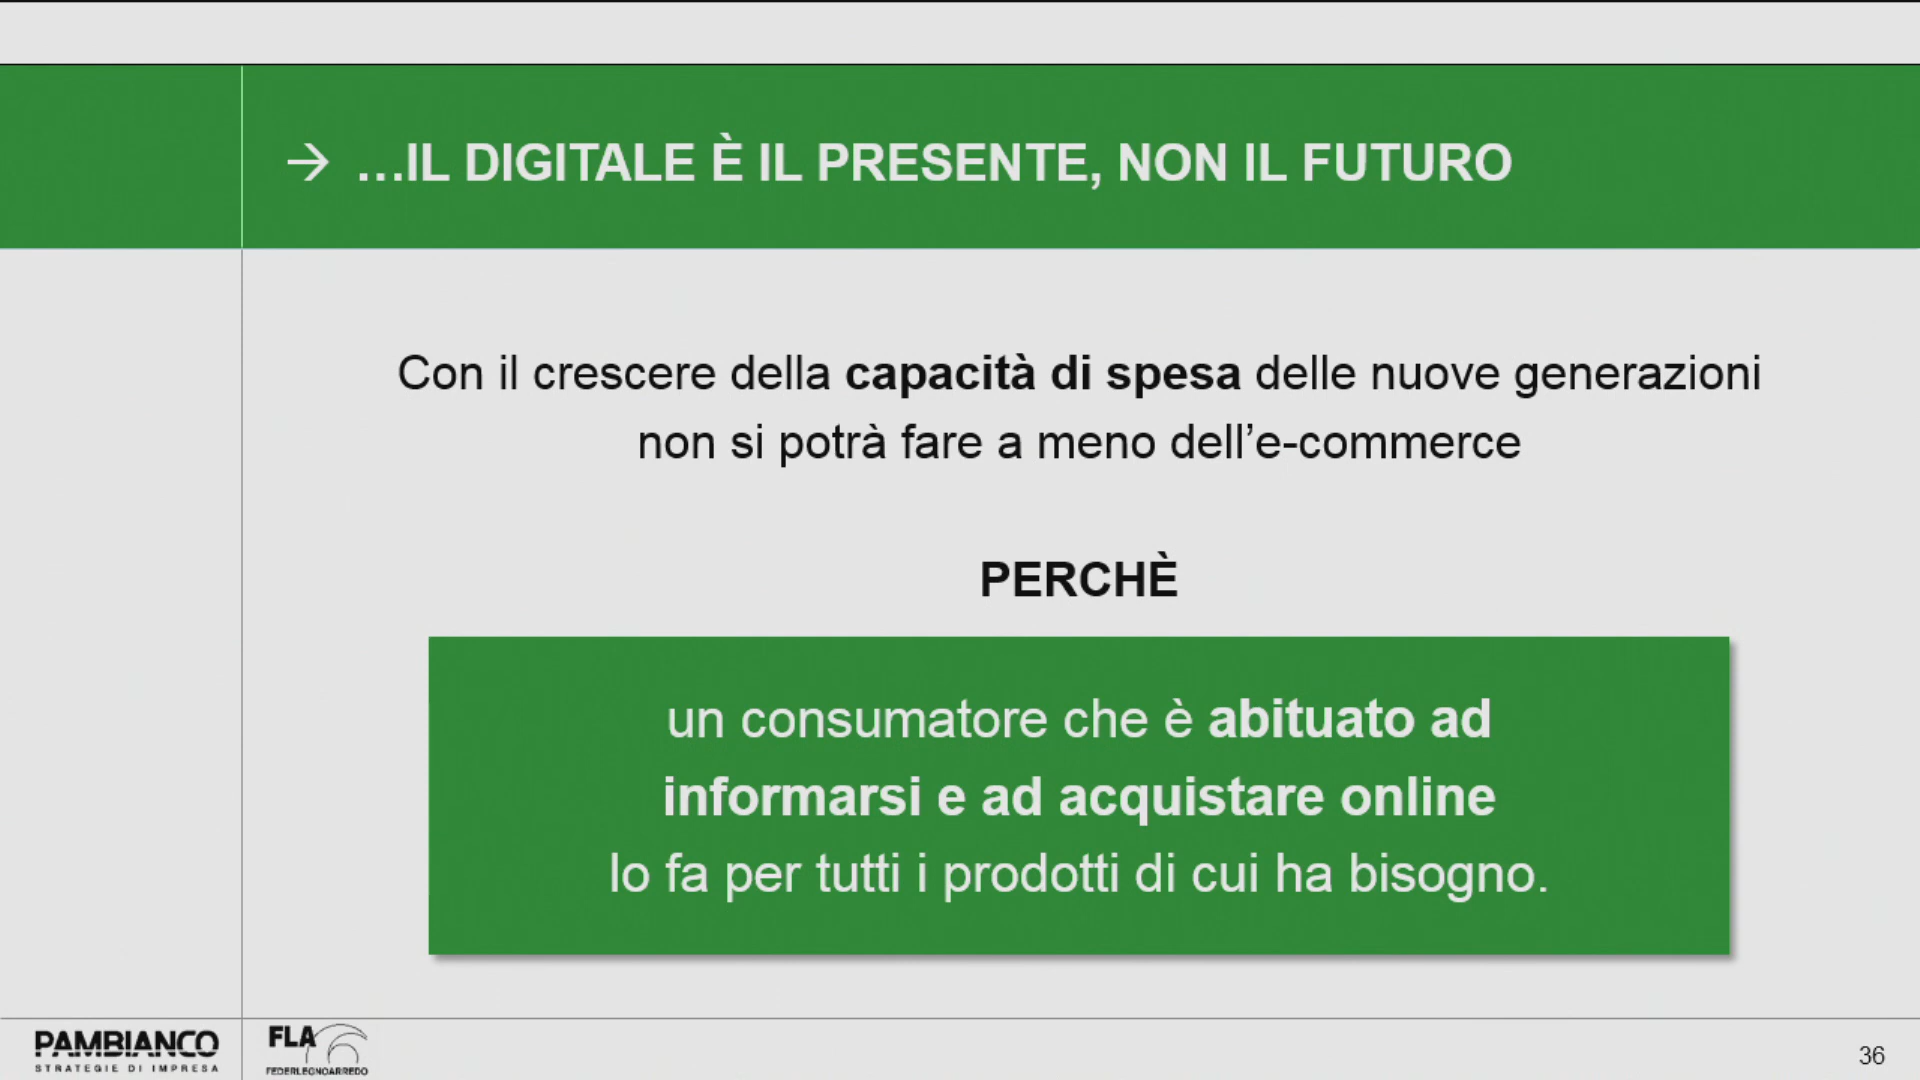 → …IL DIGITALE È IL PRESENTE, NON IL FUTURO
Con il crescere della capacità di spesa delle nuove generazioni
non si potrà fare a meno dell’e-commerce
PERCHÈ
un consumatore che è abituato ad
informarsi e ad acquistare online
lo fa per tutti i prodotti di cui ha bisogno.
PAMBIANCO
STRATEGIE DI IMPRESA
FLA
FEDERLEGNOARREDO
36